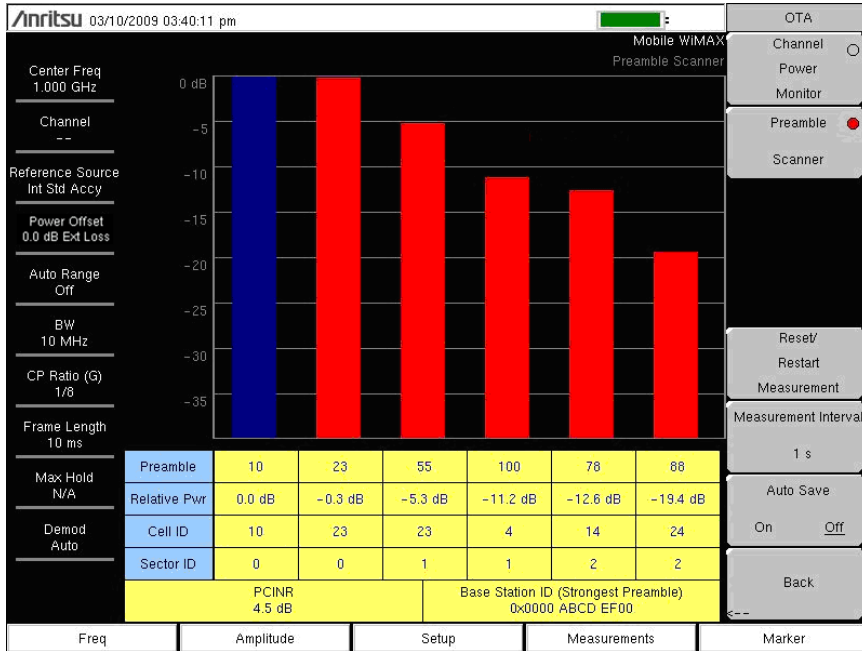 Anritsu 03/10/2009 03:40:11 pm
Mobile WiMAX
Preamble Scanner
Center Freq
1.000 GHz
Channel
--
Reference Source
Int Std Accy
Power Offset
0.0 dB Ext Loss
Auto Range
Off
BW
10 MHz
CP Ratio (G)
1/8
Frame Length
10 ms
Max Hold
N/A
Demod
Auto
0 dB
-5
-10
-15
-20
-25
-30
-35
Preamble 10 23 55 100 78 88
Relative Pwr 0.0 dB -0.3 dB -5.3 dB -11.2 dB -12.6 dB -19.4 dB
Cell ID 10 23 23 4 14 24
Sector ID 0 0 1 1 2 2
PCINR
4.5 dB
Base Station ID (Strongest Preamble)
0x0000 ABCD EF00
OTA
Channel
Power
Monitor
Preamble
Scanner
Reset/
Restart
Measurement
Measurement Interval
1 s
Auto Save
On Off
Back
<--
Freq Amplitude Setup Measurements Marker